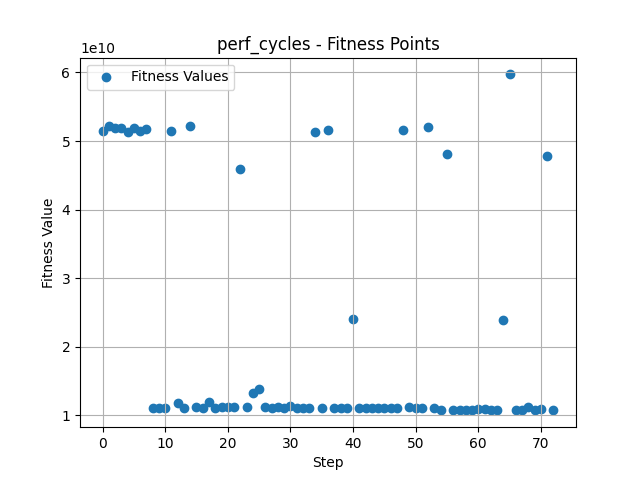 perf_cycles - Fitness Points
1e10
Fitness Values
6
5
4
3
2
1
Fitness Value
0 10 20 30 40 50 60 70
Step